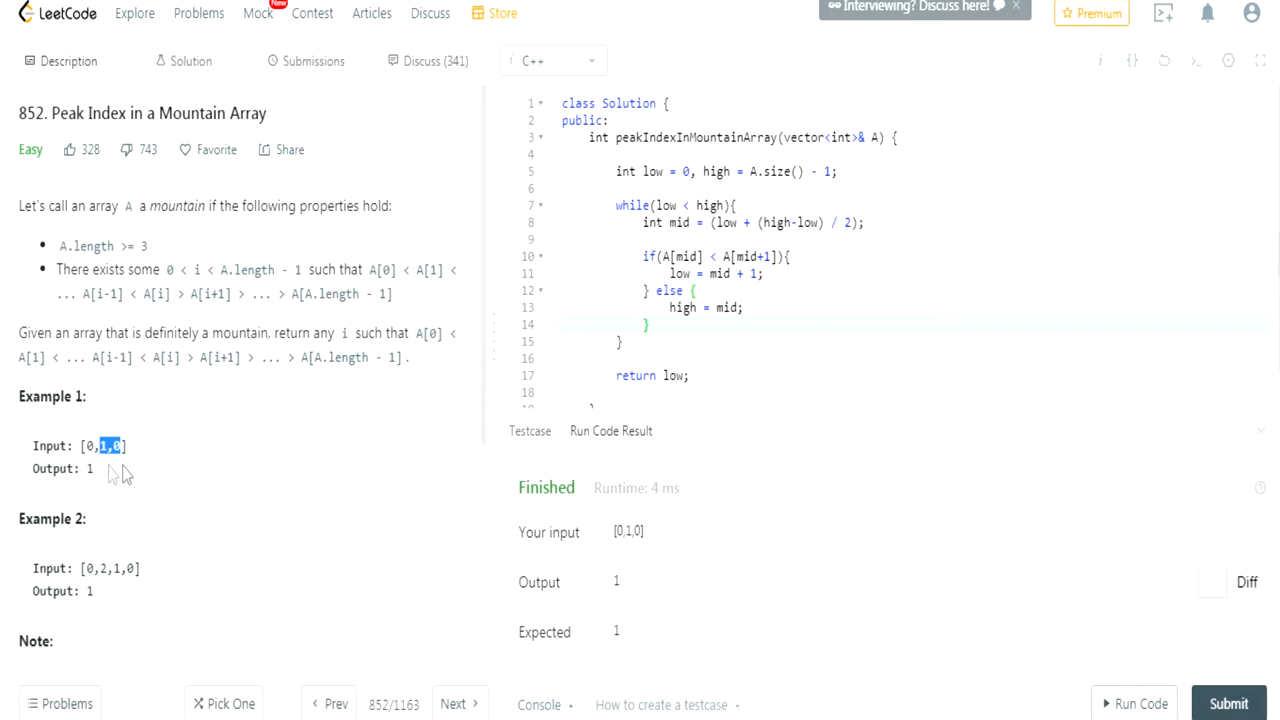 LeetCode Explore Problems Mock New Contest Articles Discuss Store
Interviewing? Discuss here! Premium
Description Solution Submissions Discuss (341)
i C++
852. Peak Index in a Mountain Array
Easy 328 743 Favorite Share
Let's call an array A a mountain if the following properties hold:
A.length >= 3
There exists some 0 < i < A.length - 1 such that A[0] < A[1] <
... A[i-1] < A[i] > A[i+1] > ... > A[A.length - 1]
Given an array that is definitely a mountain, return any i such that A[0] <
A[1] < ... A[i-1] < A[i] > A[i+1] > ... > A[A.length - 1].
Example 1:
Input: [0,1,0]
Output: 1
Example 2:
Input: [0,2,1,0]
Output: 1
Note:
1 class Solution {
2 public:
3 int peakIndexInMountainArray(vector<int>& A) {
4
5 int low = 0, high = A.size() - 1;
6
7 while(low < high){
8 int mid = (low + (high-low) / 2);
9
10 if(A[mid] < A[mid+1]){
11 low = mid + 1;
12 } else {
13 high = mid;
14 }
15 }
16
17 return low;
18
Testcase Run Code Result
Finished Runtime: 4 ms
Your input [0,1,0]
Output 1
Diff
Expected 1
Problems Pick One Prev 852/1163 Next
Console How to create a testcase Run Code Submit